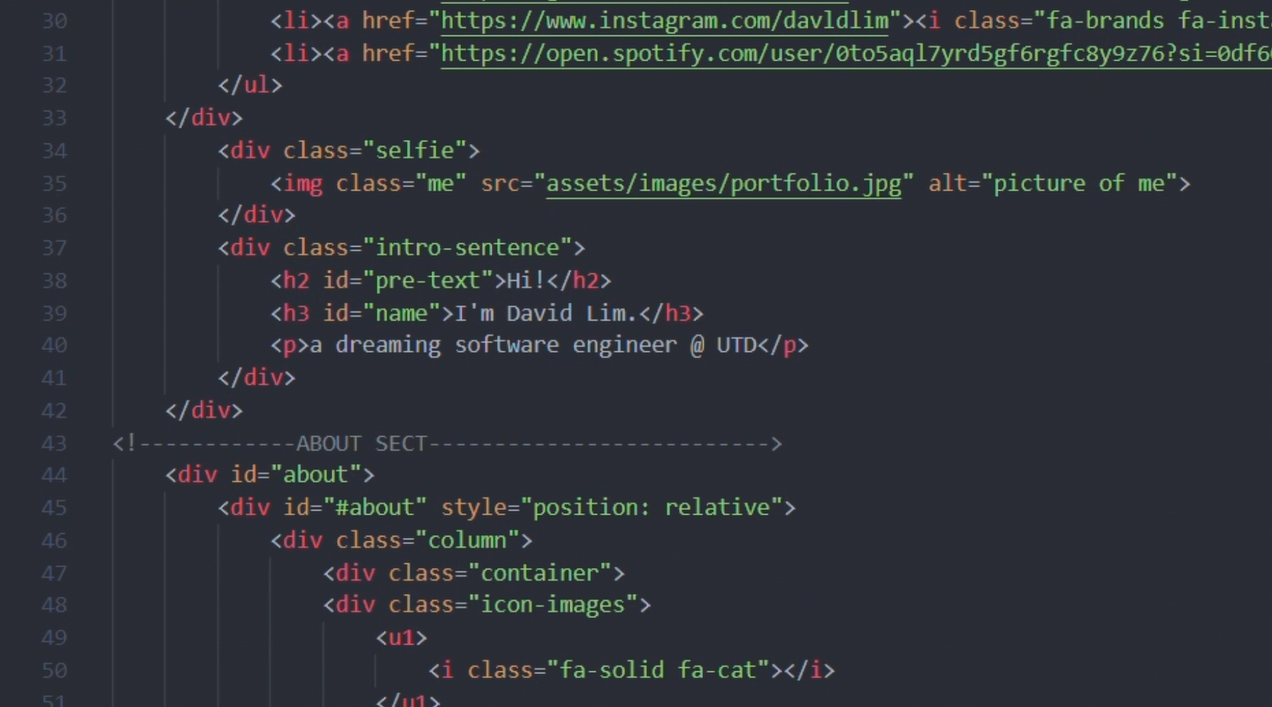 30 <li><a href="https://www.instagram.com/davldlim"><i class="fa-brands fa-inst
31 <li><a href="https://open.spotify.com/user/0to5aql7yrd5gf6rgfc8y9z76?si=0df6
32 </ul>
33 </div>
34 <div class="selfie">
35 <img class="me" src="assets/images/portfolio.jpg" alt="picture of me">
36 </div>
37 <div class="intro-sentence">
38 <h2 id="pre-text">Hi!</h2>
39 <h3 id="name">I'm David Lim.</h3>
40 <p>a dreaming software engineer @ UTD</p>
41 </div>
42 </div>
43 <!------------ABOUT SECT-------------------------->
44 <div id="about">
45 <div id="#about" style="position: relative">
46 <div class="column">
47 <div class="container">
48 <div class="icon-images">
49 <u1>
50 <i class="fa-solid fa-cat"></i>
51 </u1>